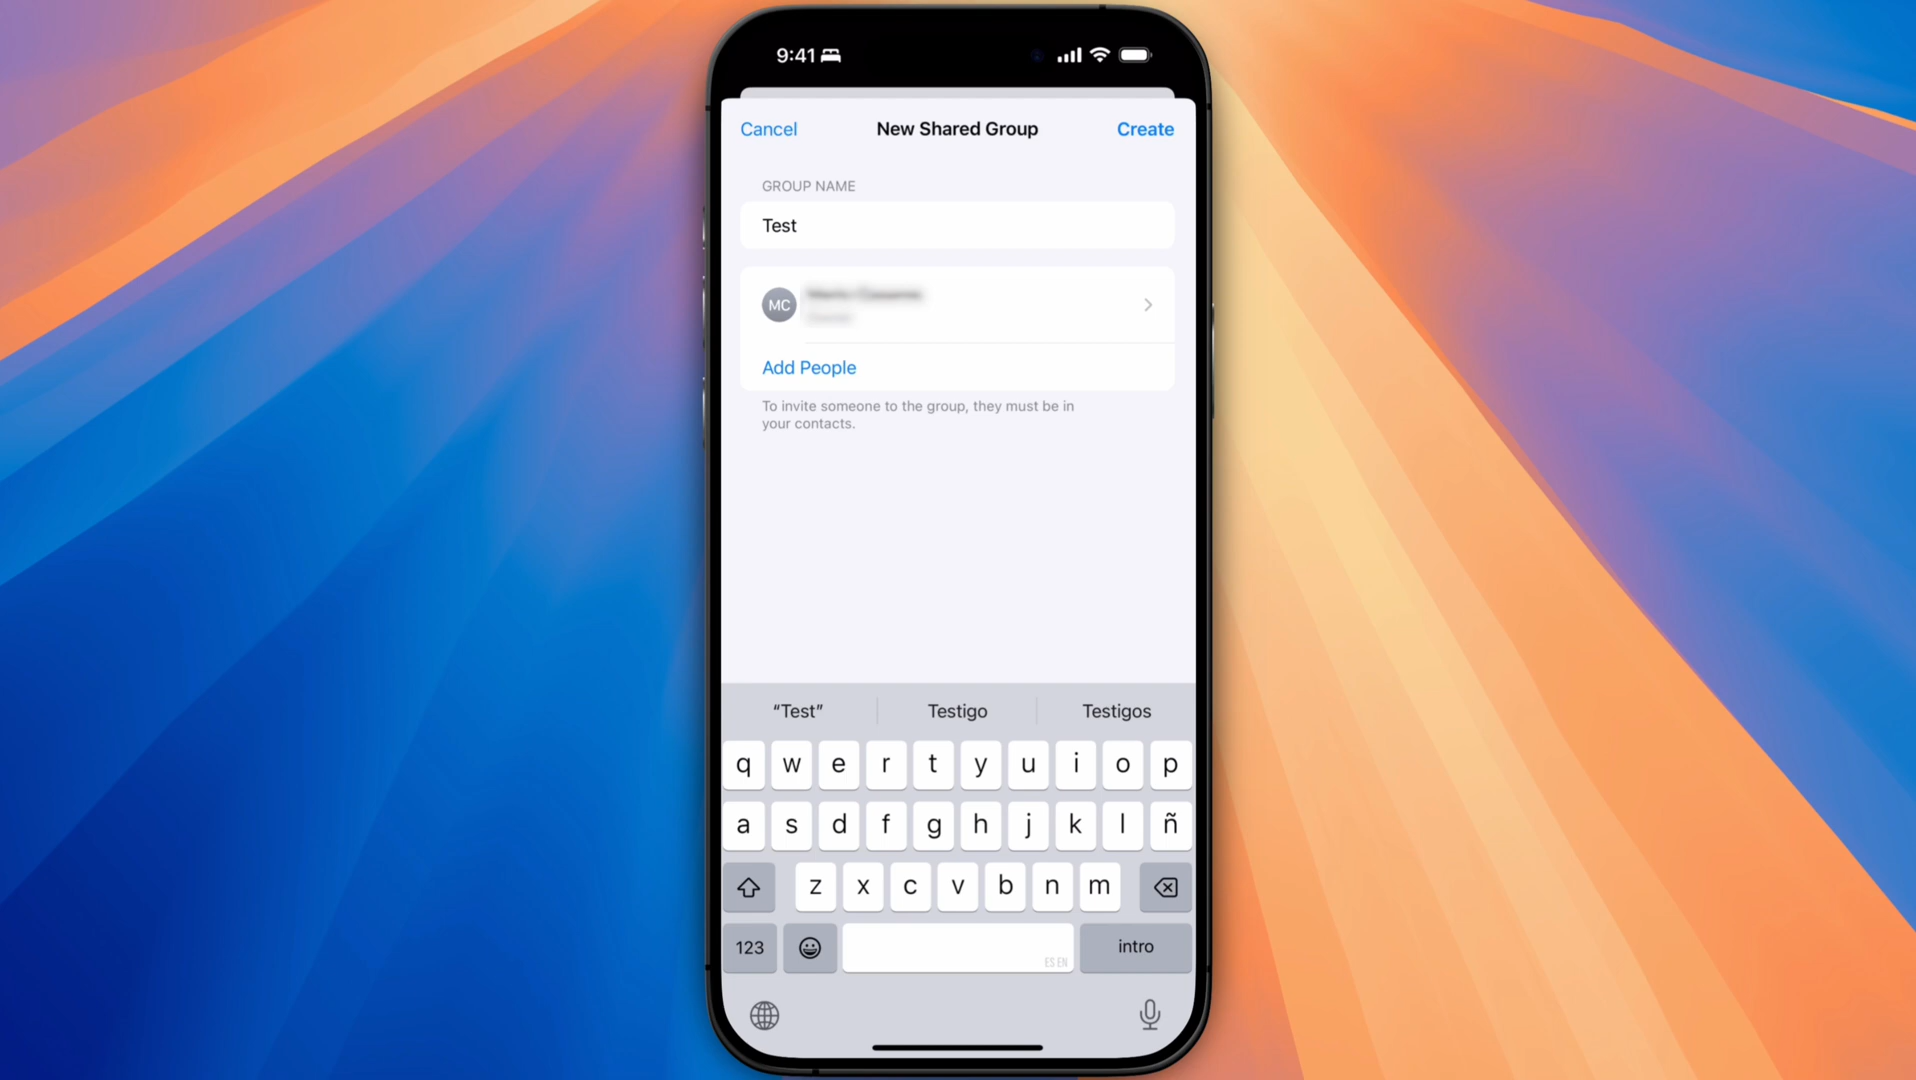 9:41
Cancel New Shared Group Create
GROUP NAME
Test
MC
Add People
To invite someone to the group, they must be in
your contacts.
“Test” Testigo Testigos
q w e r t y u i o p
a s d f g h j k l ñ
z x c v b n m
123 ES EN intro